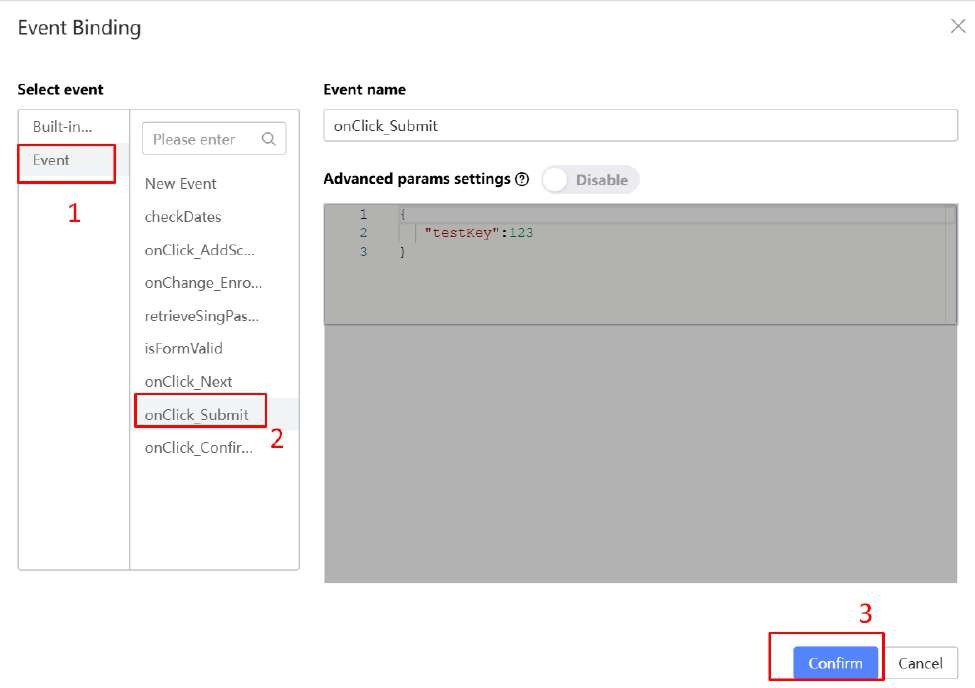 Event Binding
Select event
Built-in...
Event
1
Please enter
New Event
checkDates
onClick_AddSc...
onChange_Enro...
retrieveSingPas...
isFormValid
onClick_Next
onClick_Submit
2
onClick_Confir...
Event name
onClick_Submit
Advanced params settings ? Disable
1 {
2 "testKey":123
3 }
3
Confirm Cancel